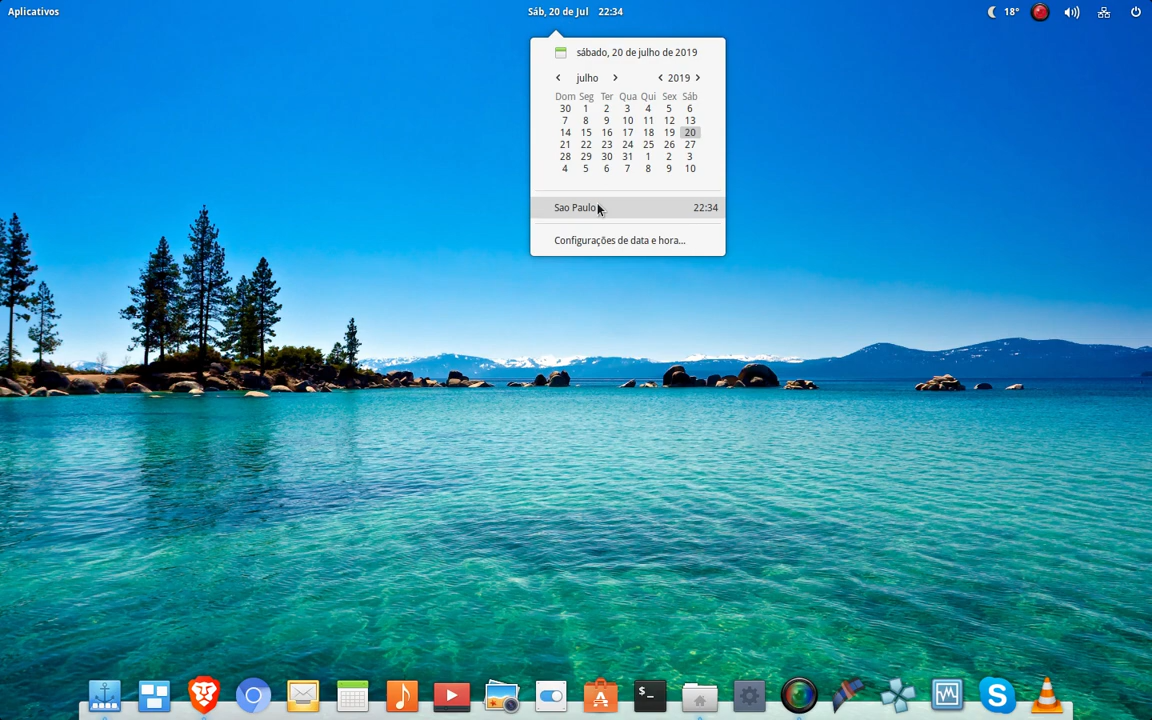 Aplicativos
Sáb, 20 de Jul 22:34
18°
sábado, 20 de julho de 2019
julho 2019
Dom Seg Ter Qua Qui Sex Sáb
30 1 2 3 4 5 6
7 8 9 10 11 12 13
14 15 16 17 18 19 20
21 22 23 24 25 26 27
28 29 30 31 1 2 3
4 5 6 7 8 9 10
Sao Paulo 22:34
Configurações de data e hora...
$_